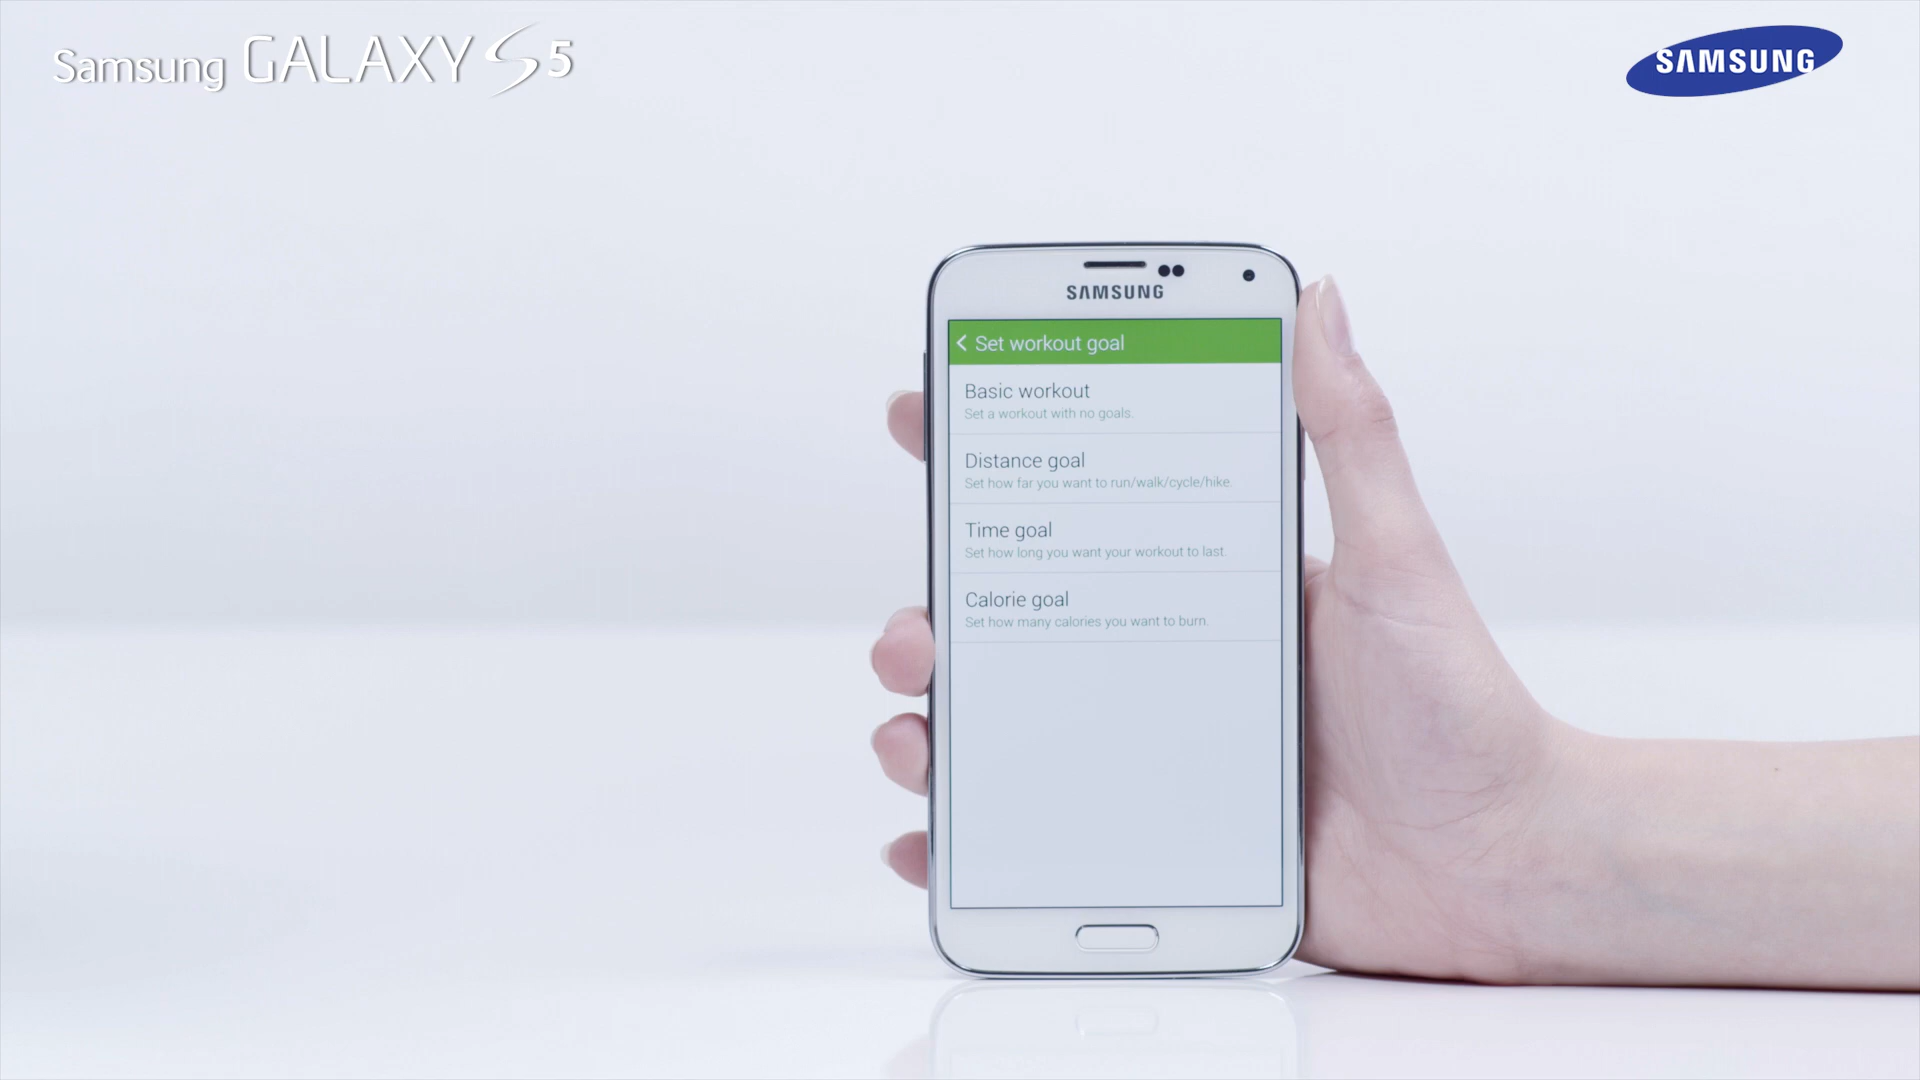 Samsung GALAXY S5
SAMSUNG
SAMSUNG
Set workout goal
Basic workout
Set a workout with no goals.
Distance goal
Set how far you want to run/walk/cycle/hike.
Time goal
Set how long you want your workout to last.
Calorie goal
Set how many calories you want to burn.